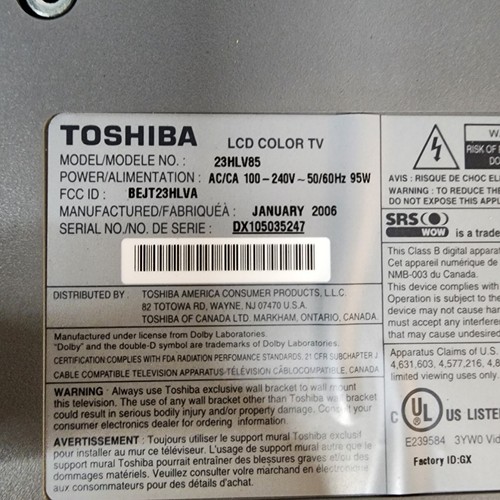 TOSHIBA LCD COLOR TV
MODEL/MODELE NO. : 23HLV85
POWER/ALIMENTATION : AC/CA 100-240V~50/60Hz 95W
FCC ID : BEJT23HLVA
MANUFACTURED/FABRIQUÉÀ : JANUARY 2006
SERIAL NO./NO. DE SERIE : DX105035247
DISTRIBUTED BY : TOSHIBA AMERICA CONSUMER PRODUCTS, L.L.C.
82 TOTOWA RD, WAYNE, NJ 07470 U.S.A.
TOSHIBA OF CANADA LTD. MARKHAM, ONTARIO, CANADA.
Manufactured under license from Dolby Laboratories.
"Dolby" and the double-D symbol are trademarks of Dolby Laboratories.
CERTIFICATION COMPLIES WITH FDA RADIATION PERFOMANCE STANDARDS, 21 CFR SUBCHAPTER J
CABLE COMPATIBLE TELEVISION APPARATUS-TÉLÉVISION CÂBLOCOMPATIBLE, CANADA
WARNING : Always use Toshiba exclusive wall bracket to wall mount
this television. The use of any wall bracket other than Toshiba wall bracket
could result in serious bodily injury and/or property damage. Consult your
consumer electronics dealer for ordering information.
AVERTISSEMENT : Toujours utiliser le support mural Toshiba exclusif
pour installer au mur ce téléviseur. L'usage d'un support mural autre que le
support mural Toshiba pourrait entraîner des blessures graves et/ou des
dommages. Veuillez consulter votre marchand en électronique
aux consommateurs pour des détails d'achat.
RISK OF
AVIS : RISQUE DE CHOC
WARNING : TO REDUCE THE
DO NOT EXPOSE THIS
SRS
WOW is a trade
This Class B digital
Cet appareil numérique de
NMB-003 du Canada.
This device complies with
Operation is subject to the
device may not cause
must accept any
that may cause undesired
Apparatus Claims of U.S.
4,631,603, 4,577,216,
limited viewing uses only.
C UL US LISTED
E239584 3YW0
Factory ID:GX